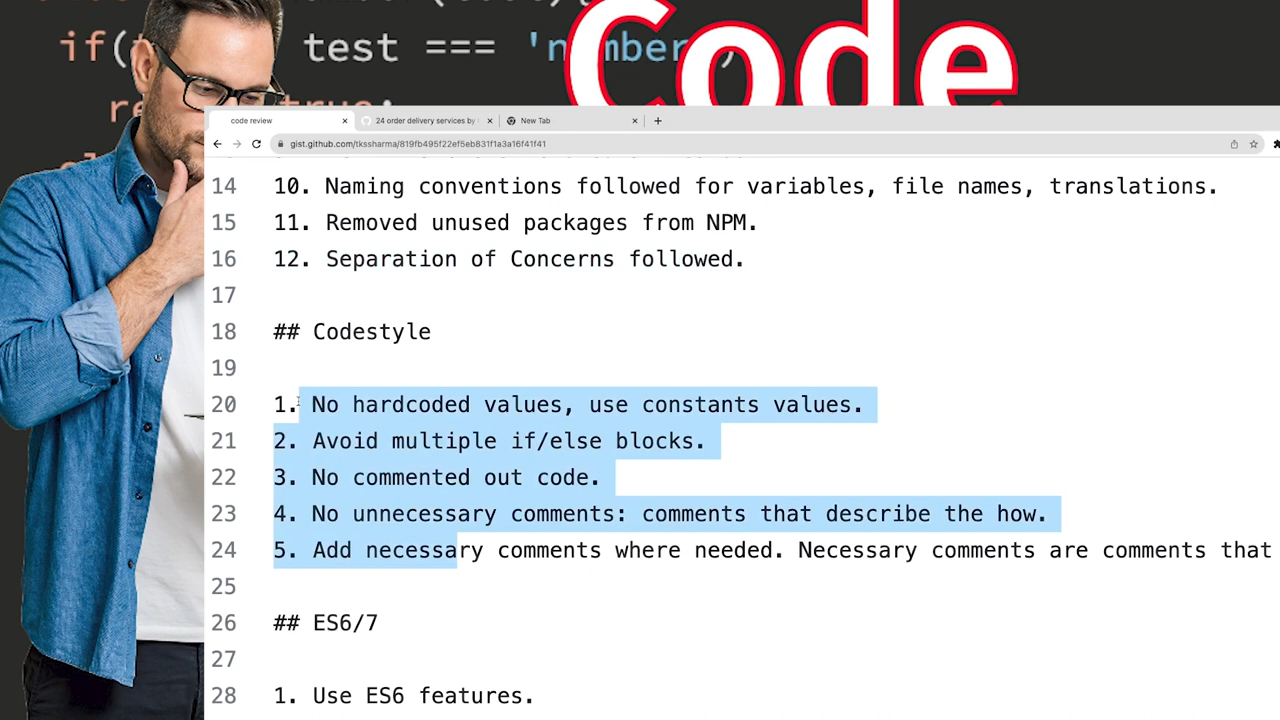 if( test === 'number')
Code
re true;
code review
24 order delivery services by
New Tab
gist.github.com/tkssharma/819fb495f22ef5eb831f1a3a16f41f41
14 10. Naming conventions followed for variables, file names, translations.
15 11. Removed unused packages from NPM.
16 12. Separation of Concerns followed.
17
18 ## Codestyle
19
20 1. No hardcoded values, use constants values.
21 2. Avoid multiple if/else blocks.
22 3. No commented out code.
23 4. No unnecessary comments: comments that describe the how.
24 5. Add necessary comments where needed. Necessary comments are comments that
25
26 ## ES6/7
27
28 1. Use ES6 features.